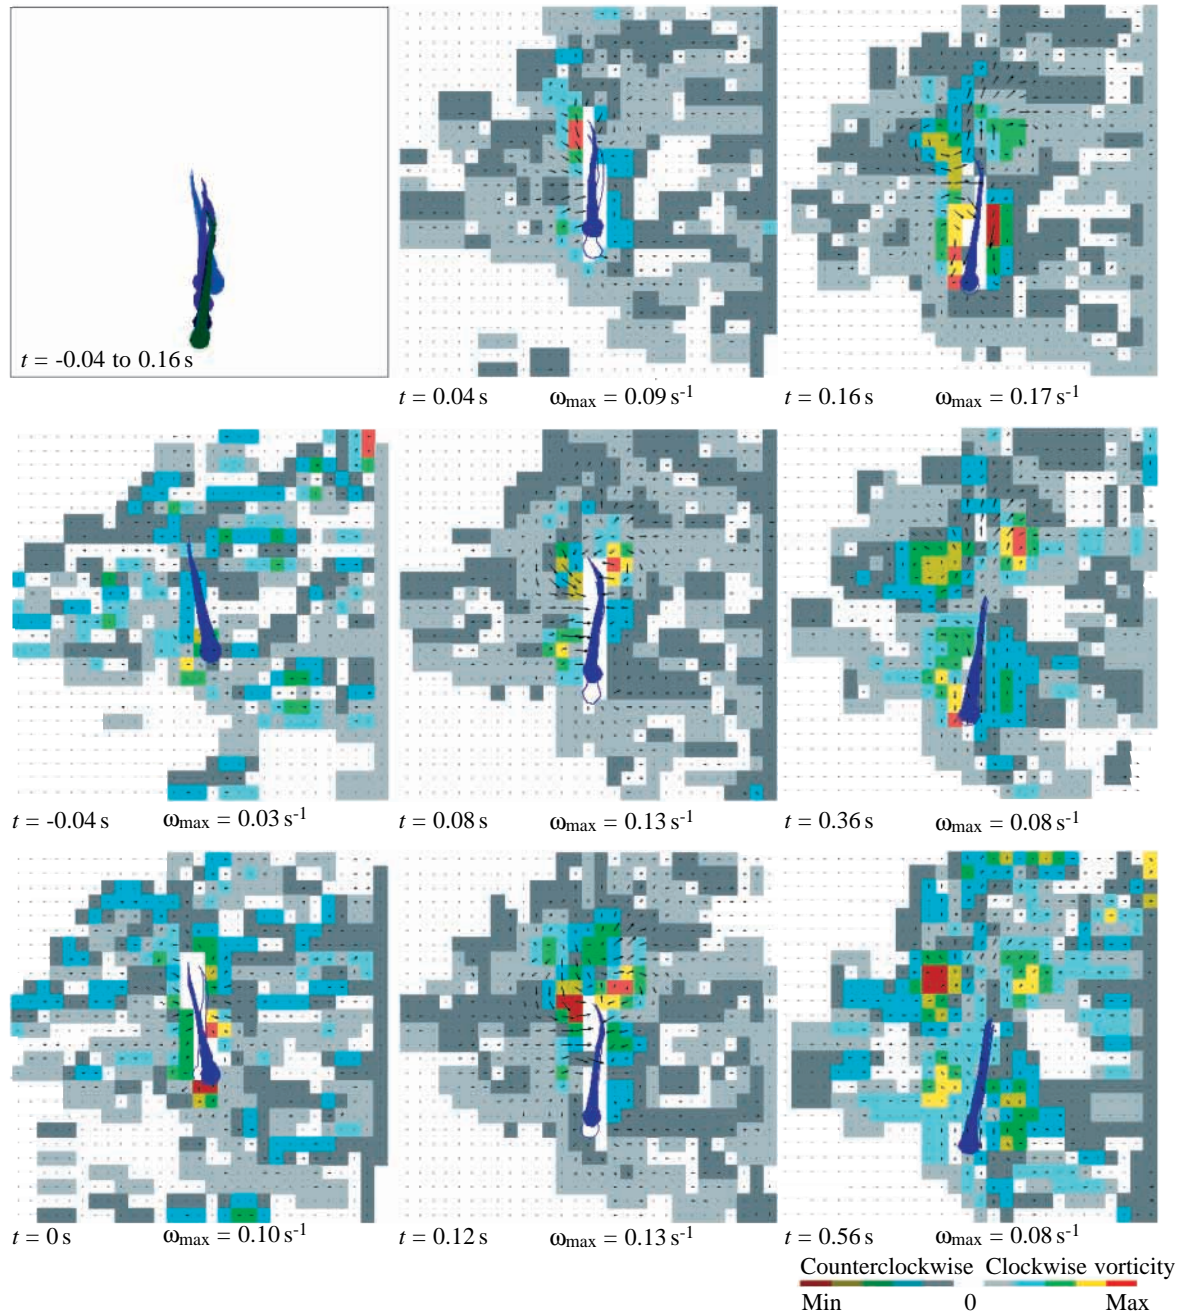 t = -0.04 to 0.16 s
t = 0.04 s ωmax = 0.09 s-1
t = 0.16 s ωmax = 0.17 s-1
t = -0.04 s ωmax = 0.03 s-1
t = 0.08 s ωmax = 0.13 s-1
t = 0.36 s ωmax = 0.08 s-1
t = 0 s ωmax = 0.10 s-1
t = 0.12 s ωmax = 0.13 s-1
t = 0.56 s ωmax = 0.08 s-1
Counterclockwise Clockwise vorticity
Min 0 Max